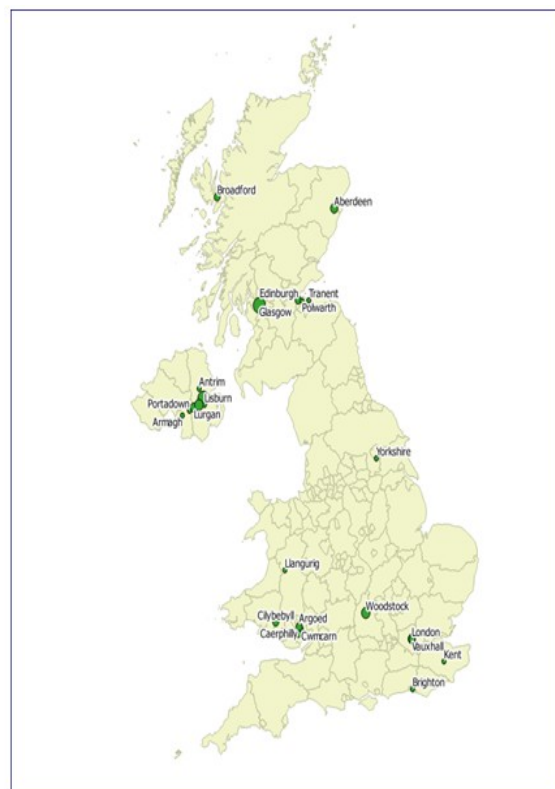 Broadford
Aberdeen
Edinburgh
Tranent
Glasgow
Polwarth
Antrim
Lisburn
Portadown
Lurgan
Armagh
Yorkshire
Llangurig
Woodstock
Cilybebyll
Argoed
Caerphilly
Cwmcarn
London
Vauxhall
Kent
Brighton